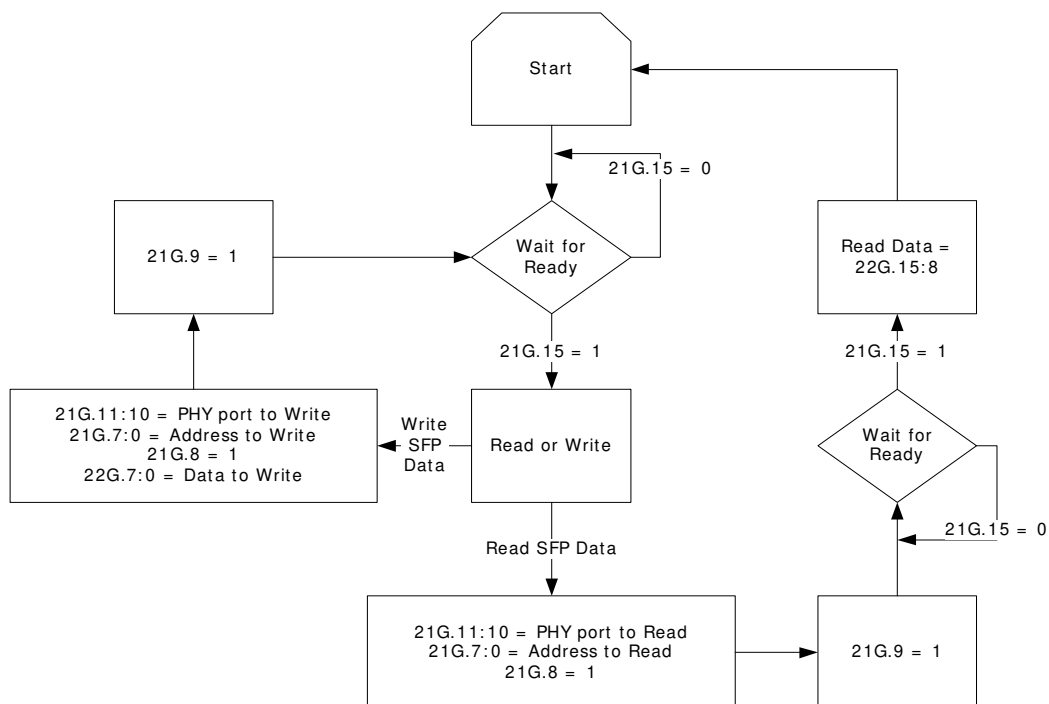 Start
21G.15 = 0
21G.9 = 1
Wait for
Ready
Read Data =
22G.15:8
21G.15 = 1
21G.15 = 1
21G.11:10 = PHY port to Write
21G.7:0 = Address to Write
21G.8 = 1
22G.7:0 = Data to Write
Write
SFP
Data
Read or Write
Wait for
Ready
21G.15 = 0
Read SFP Data
21G.11:10 = PHY port to Read
21G.7:0 = Address to Read
21G.8 = 1
21G.9 = 1